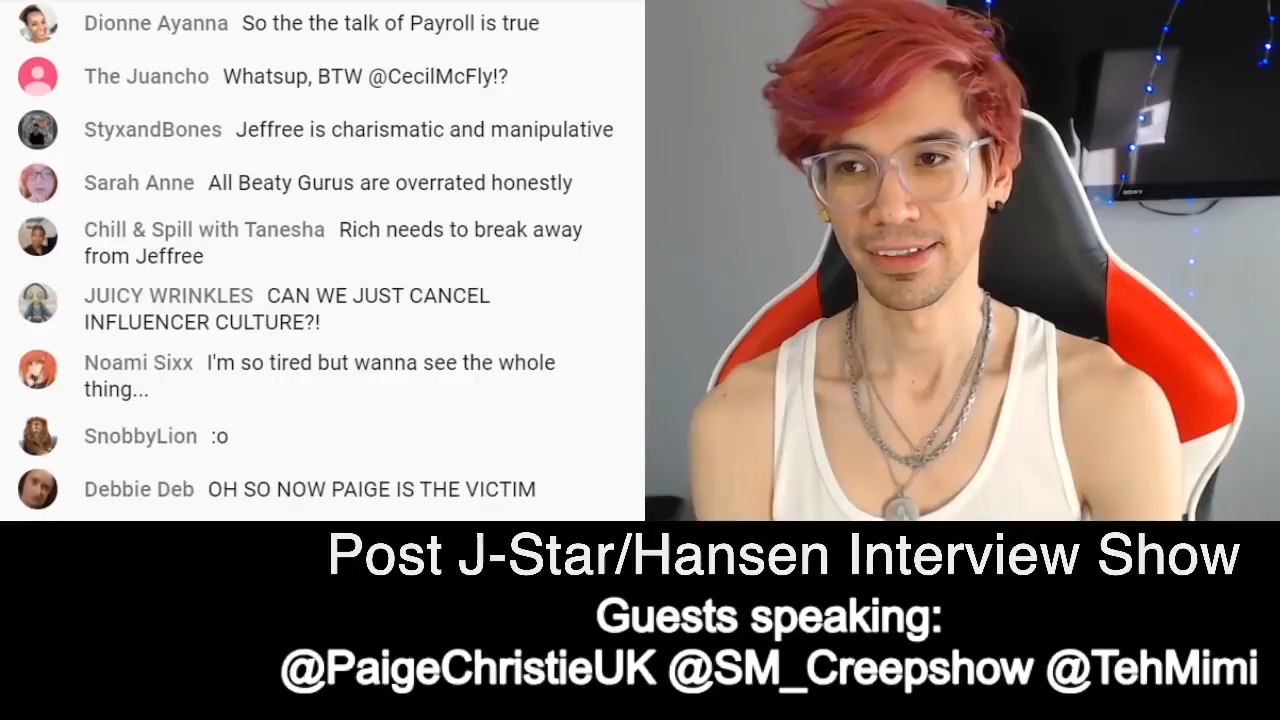 Dionne Ayanna So the the talk of Payroll is true
The Juancho Whatsup, BTW @CecilMcFly!?
StyxandBones Jeffree is charismatic and manipulative
Sarah Anne All Beaty Gurus are overrated honestly
Chill & Spill with Tanesha Rich needs to break away
from Jeffree
JUICY WRINKLES CAN WE JUST CANCEL
INFLUENCER CULTURE?!
Noami Sixx I'm so tired but wanna see the whole
thing...
SnobbyLion :o
Debbie Deb OH SO NOW PAIGE IS THE VICTIM
SONY
Post J-Star/Hansen Interview Show
Guests speaking:
@PaigeChristieUK @SM_Creepshow @TehMimi